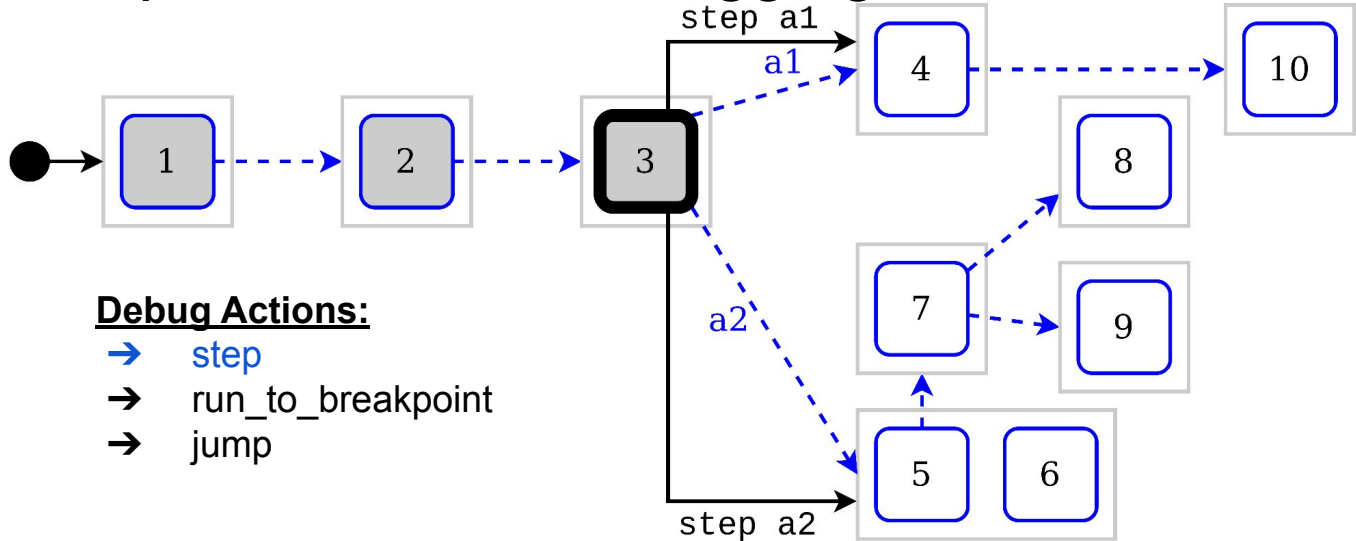 step a1
a1
4
10
1
2
3
8
7
9
a2
Debug Actions:
➔ step
➔ run_to_breakpoint
➔ jump
5
6
step a2